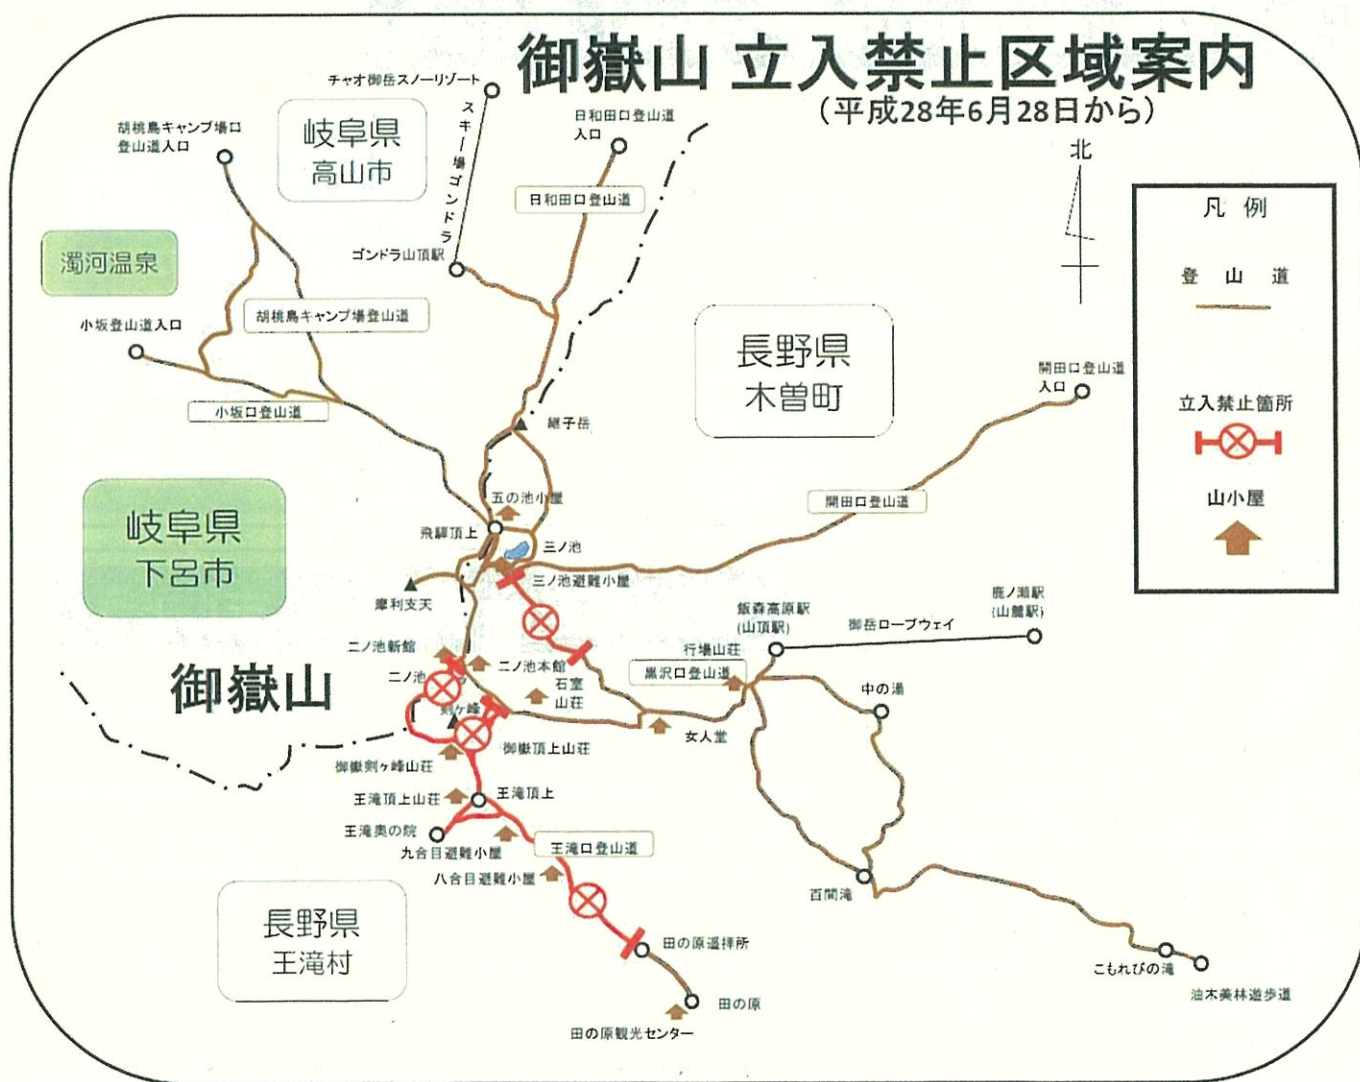 御嶽山 立入禁止区域案内
(平成28年6月28日から)
チャオ御岳スノーリゾート
スキー場ゴンドラ
胡桃島キャンプ場口
登山道入口
岐阜県
高山市
日和田口登山道
入口
北
凡 例
登 山 道
立入禁止箇所
山小屋
日和田口登山道
濁河温泉
ゴンドラ山頂駅
胡桃島キャンプ場登山道
小坂登山道入口
長野県
木曽町
開田口登山道
入口
小坂口登山道
継子岳
岐阜県
下呂市
五の池小屋
開田口登山道
飛騨頂上
三ノ池
三ノ池避難小屋
摩利支天
飯森高原駅
(山頂駅)
御岳ロープウェイ
鹿ノ瀬駅
(山麓駅)
二ノ池新館
行場山荘
御嶽山
二ノ池
二ノ池本館
黒沢口登山道
石室
山荘
中の湯
剣ヶ峰
女人堂
御嶽頂上山荘
御嶽剣ヶ峰山荘
王滝頂上山荘
王滝頂上
王滝奥の院
九合目避難小屋
王滝口登山道
八合目避難小屋
百間滝
長野県
王滝村
田の原遥拝所
こもれびの滝
油木美林遊歩道
田の原
田の原観光センター